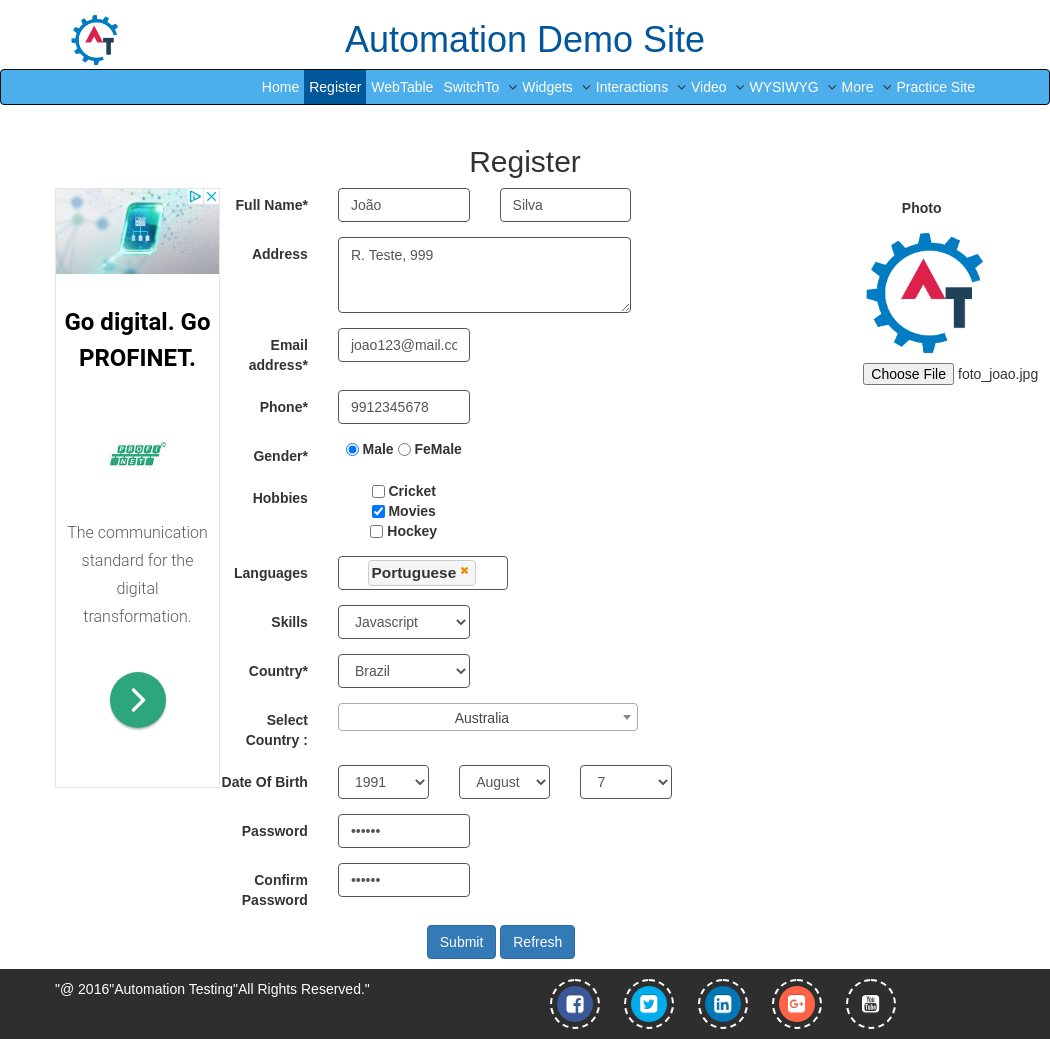 Automation Demo Site
Home Register WebTable SwitchTo Widgets Interactions Video WYSIWYG More Practice Site
Register
Go digital. Go
PROFINET.
PROFI
NET
The communication
standard for the
digital
transformation.
Full Name* João Silva
Address R. Teste, 999
Email
address* joao123@mail.cc
Phone* 9912345678
Gender* Male FeMale
Hobbies Cricket
Movies
Hockey
Languages Portuguese
Skills Javascript
Country* Brazil
Select
Country : Australia
Date Of Birth 1991 August 7
Password ••••••
Confirm
Password ••••••
Submit Refresh
Photo
AT
Choose File foto_joao.jpg
"@ 2016"Automation Testing"All Rights Reserved."